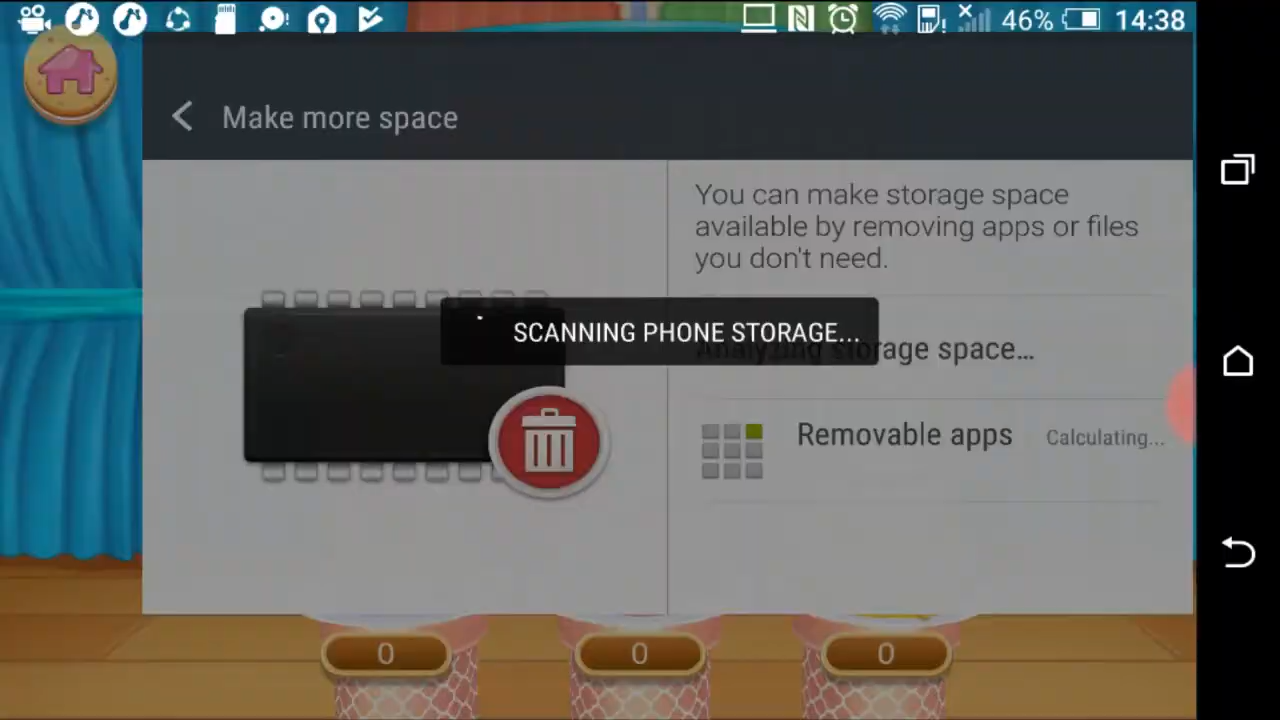 46% 14:38
Make more space
You can make storage space
available by removing apps or files
you don't need.
SCANNING PHONE STORAGE...
Analyzing storage space...
Removable apps Calculating...
0 0 0